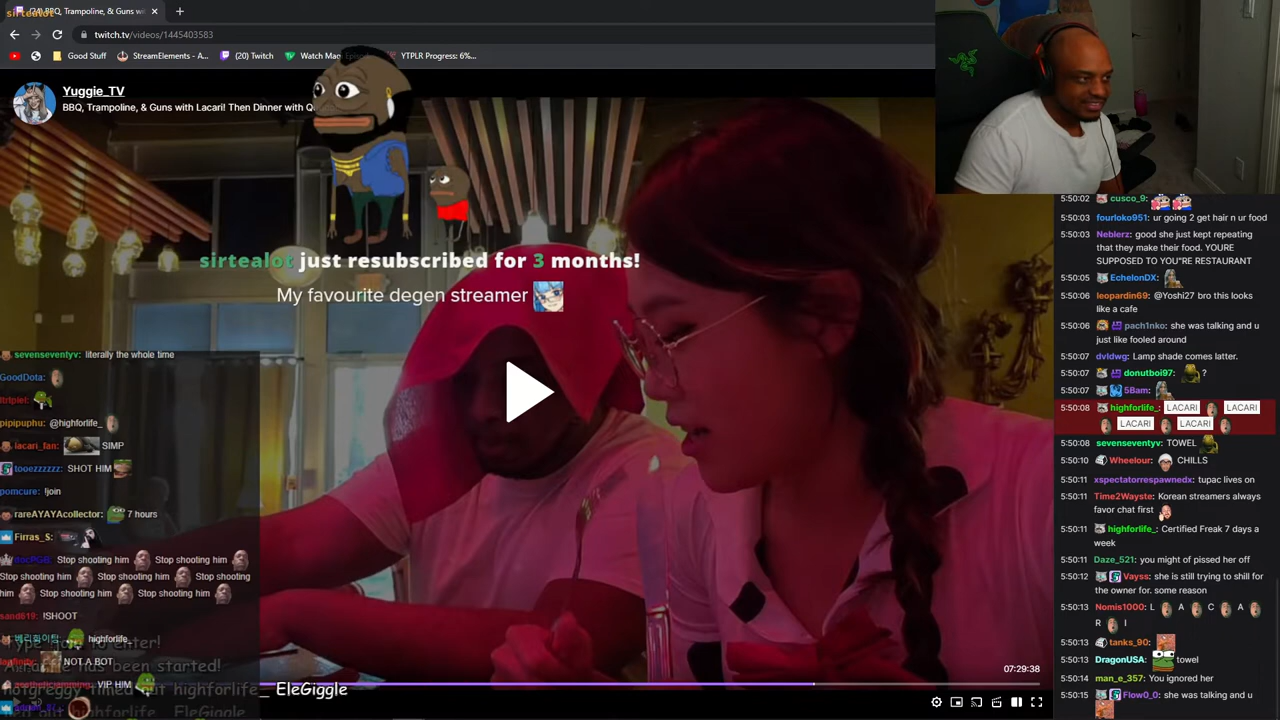 sirtealot
(24) BBQ, Trampoline, & Guns wi
twitch.tv/videos/1445403583
Good Stuff
StreamElements - A...
(20) Twitch
YTPLR Progress: 6%...
Yuggie_TV
BBQ, Trampoline, & Guns with Lacari! Then Dinner with
sirtealot just resubscribed for 3 months!
My favourite degen streamer
sevenseventyv: literally the whole time
GoodDota:
pipipuphu: @highforlife_
lacari_fan: SIMP
tooezzzzzz: SHOT HIM
pomcure: !join
rareAYAYAcollector: 7 hours
Firras_S:
Stop shooting him Stop shooting him
Stop shooting him Stop shooting him Stop shooting
him Stop shooting him Stop shooting him
Stop shooting him Stop shooting him
sand619: !SHOOT
highforlife_
NOT A BOT
VIP HIM
EleGiggle
07:29:38
5:50:02 cusco_9:
5:50:03 fourloko951: ur going 2 get hair n ur food
5:50:03 Neblerz: good she just kept repeating
that they make their food. YOURE
SUPPOSED TO YOU"RE RESTAURANT
5:50:05 EchelonDX:
5:50:06 leopardin69: @Yoshi27 bro this looks
like a cafe
5:50:06 pach1nko: she was talking and u
just like fooled around
5:50:07 dvldwg: Lamp shade comes latter.
5:50:07 donutboi97: ?
5:50:07 5Bam:
5:50:08 highforlife_: LACARI LACARI
LACARI LACARI
5:50:08 sevenseventyv: TOWEL
5:50:10 Wheelour: CHILLS
5:50:11 xspectatorrespawnedx: tupac lives on
5:50:11 Time2Wayste: Korean streamers always
favor chat first
5:50:11 highforlife_: Certified Freak 7 days a
week
5:50:11 Daze_521: you might of pissed her off
5:50:12 Vayss: she is still trying to shill for
the owner for. some reason
5:50:13 Nomis1000: L A C A
R I
5:50:13 tanks_90:
5:50:13 DragonUSA: towel
5:50:14 man_e_357: You ignored her
5:50:15 Flow0_0: she was talking and u